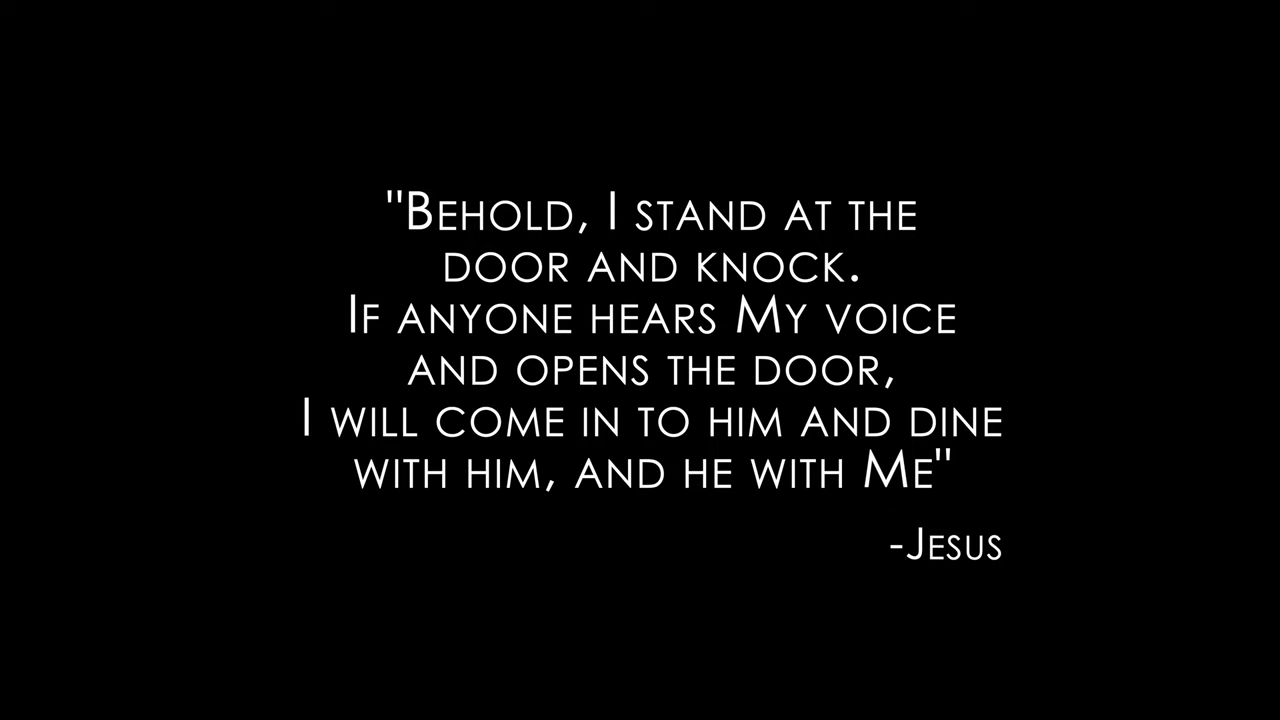 "Behold, I stand at the
door and knock.
If anyone hears My voice
and opens the door,
I will come in to him and dine
with him, and he with Me"
-Jesus